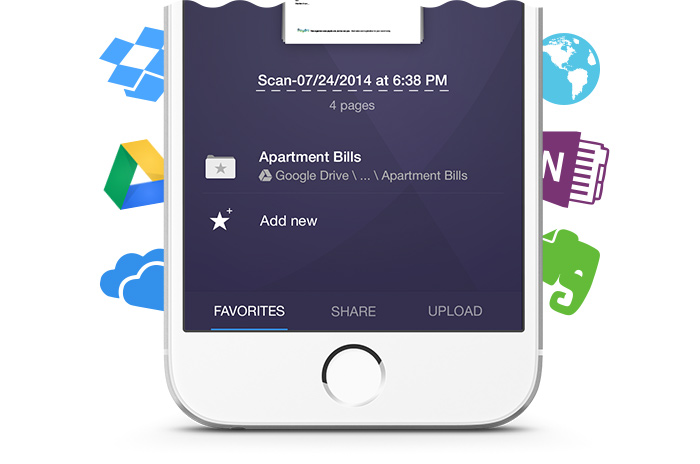 Scan-07/24/2014 at 6:38 PM
4 pages
Apartment Bills
Google Drive \ ... \ Apartment Bills
Add new
FAVORITES SHARE UPLOAD
N